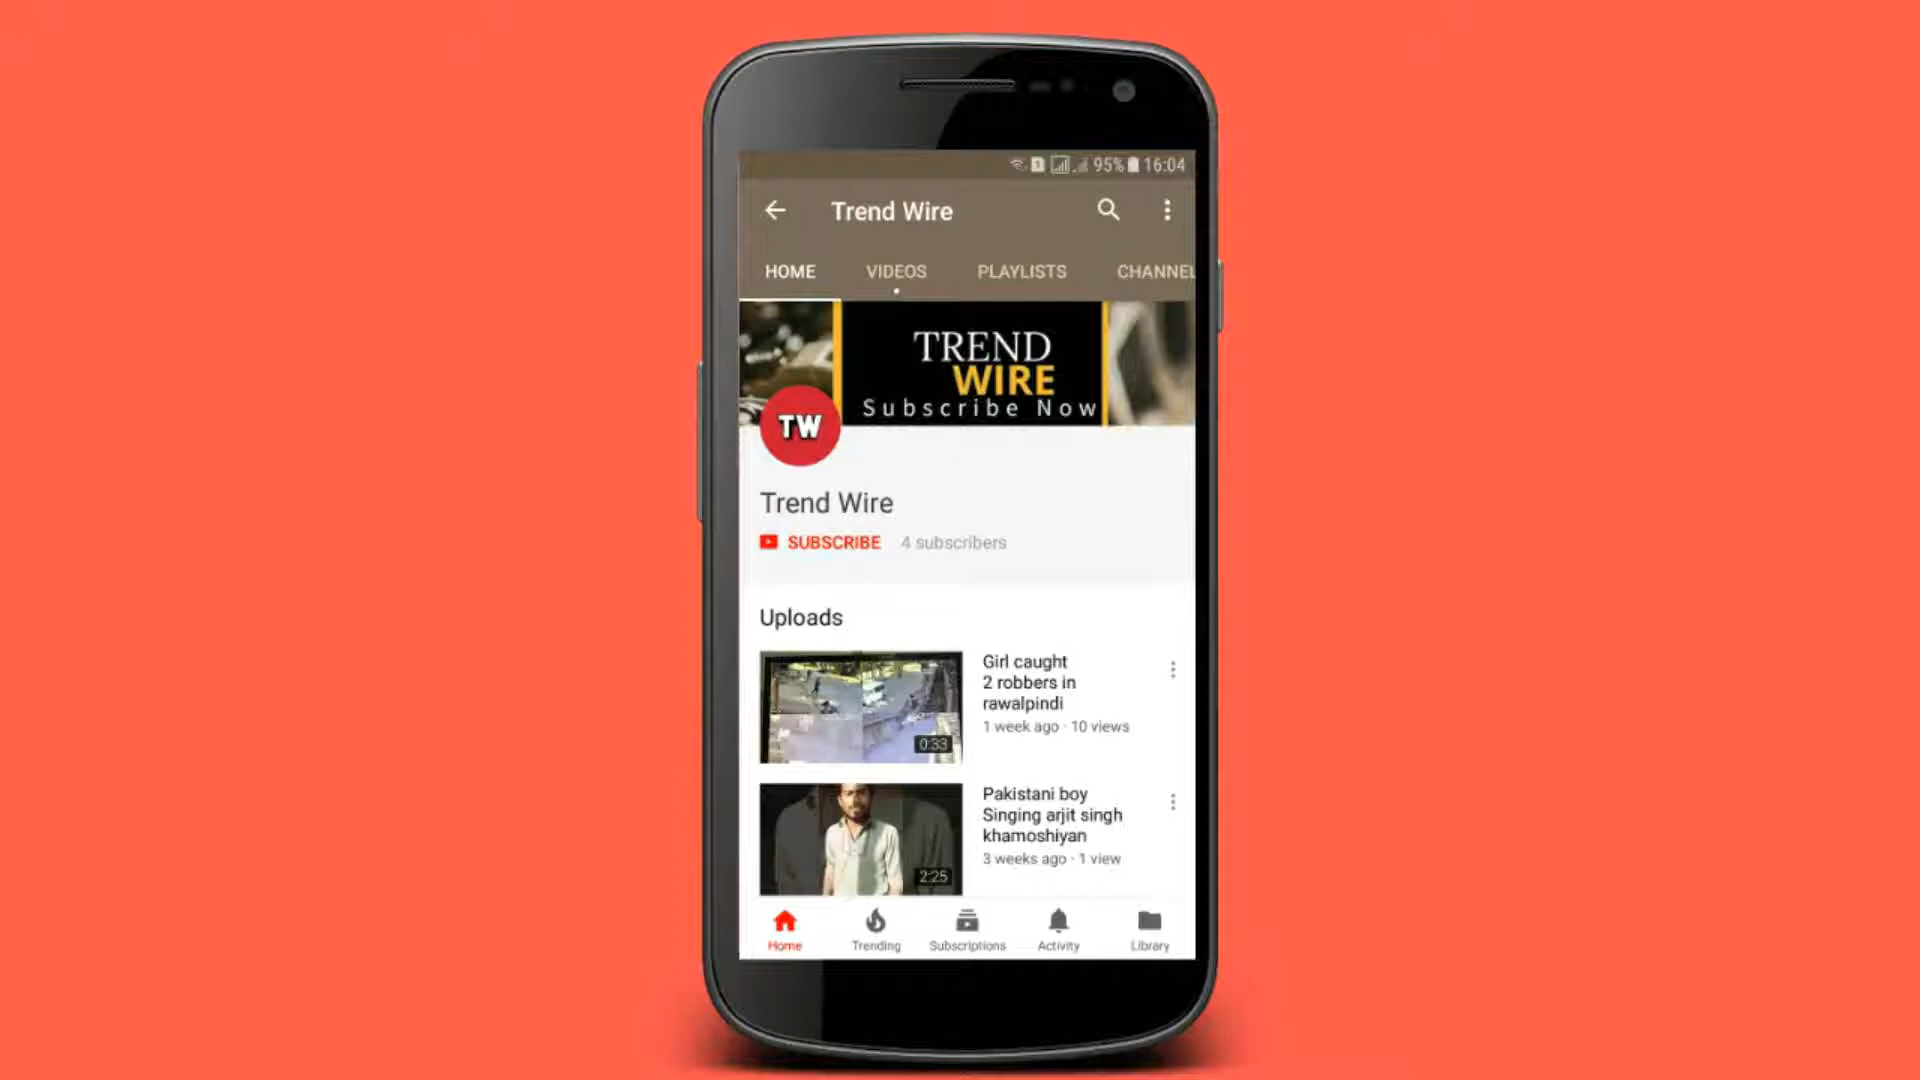 95% 16:04
Trend Wire
HOME VIDEOS PLAYLISTS CHANNEL
TREND
WIRE
Subscribe Now
TW
Trend Wire
SUBSCRIBE 4 subscribers
Uploads
Girl caught
2 robbers in
rawalpindi
1 week ago · 10 views
0:33
Pakistani boy
Singing arjit singh
khamoshiyan
3 weeks ago · 1 view
2:25
Home Trending Subscriptions Activity Library